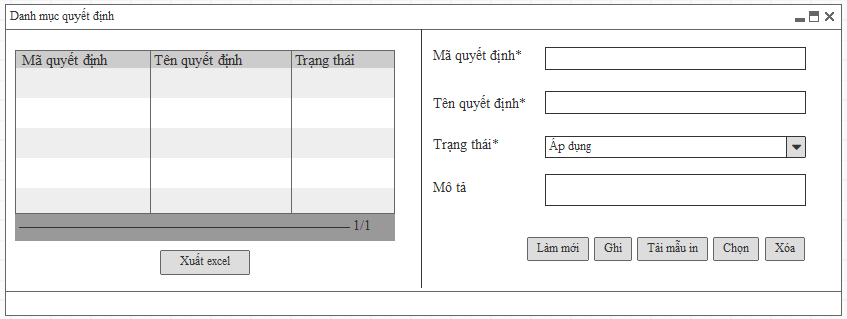 Danh mục quyết định
Mã quyết định Tên quyết định Trạng thái
1/1
Xuất excel
Mã quyết định*
Tên quyết định*
Trạng thái* Áp dụng
Mô tả
Làm mới Ghi Tải mẫu in Chọn Xóa